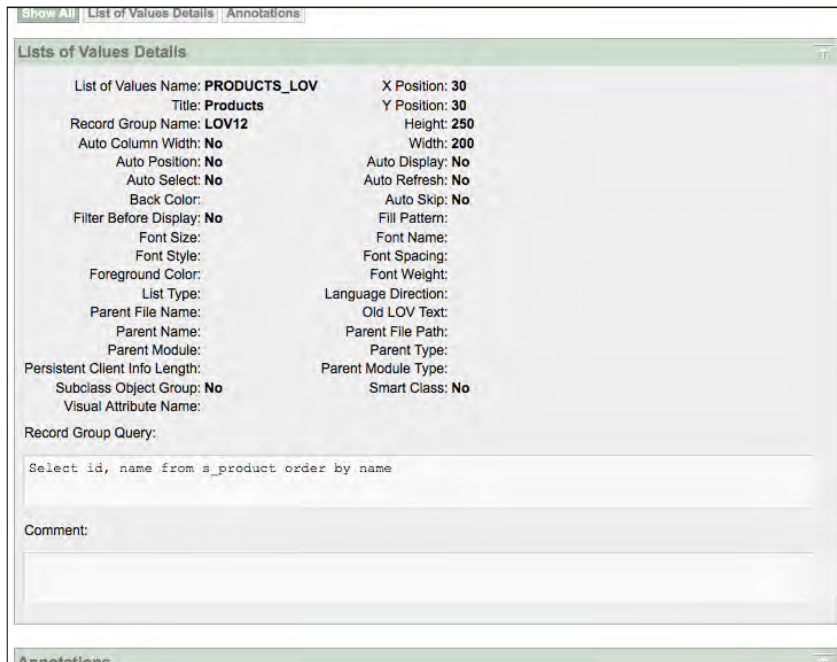 Show All List of Values Details Annotations
Lists of Values Details
List of Values Name: PRODUCTS_LOV X Position: 30
Title: Products Y Position: 30
Record Group Name: LOV12 Height: 250
Auto Column Width: No Width: 200
Auto Position: No Auto Display: No
Auto Select: No Auto Refresh: No
Back Color: Auto Skip: No
Filter Before Display: No Fill Pattern:
Font Size: Font Name:
Font Style: Font Spacing:
Foreground Color: Font Weight:
List Type: Language Direction:
Parent File Name: Old LOV Text:
Parent Name: Parent File Path:
Parent Module: Parent Type:
Persistent Client Info Length: Parent Module Type:
Subclass Object Group: No Smart Class: No
Visual Attribute Name:
Record Group Query:
Select id, name from s_product order by name
Comment:
Annotations